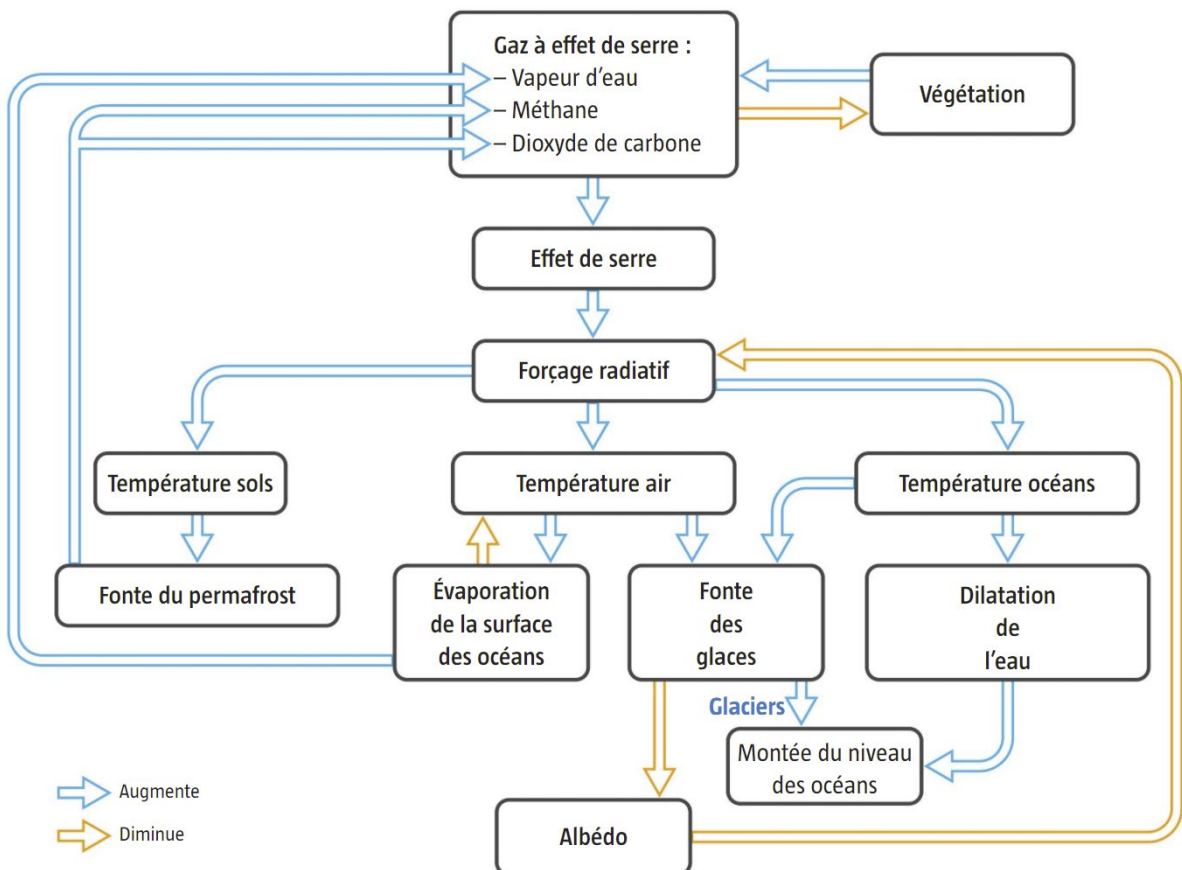 Gaz à effet de serre :
– Vapeur d'eau
– Méthane
– Dioxyde de carbone
Végétation
Effet de serre
Forçage radiatif
Température sols
Température air
Température océans
Fonte du permafrost
Évaporation
de la surface
des océans
Fonte
des
glaces
Dilatation
de
l'eau
Glaciers
Montée du niveau
des océans
Augmente
Diminue
Albédo